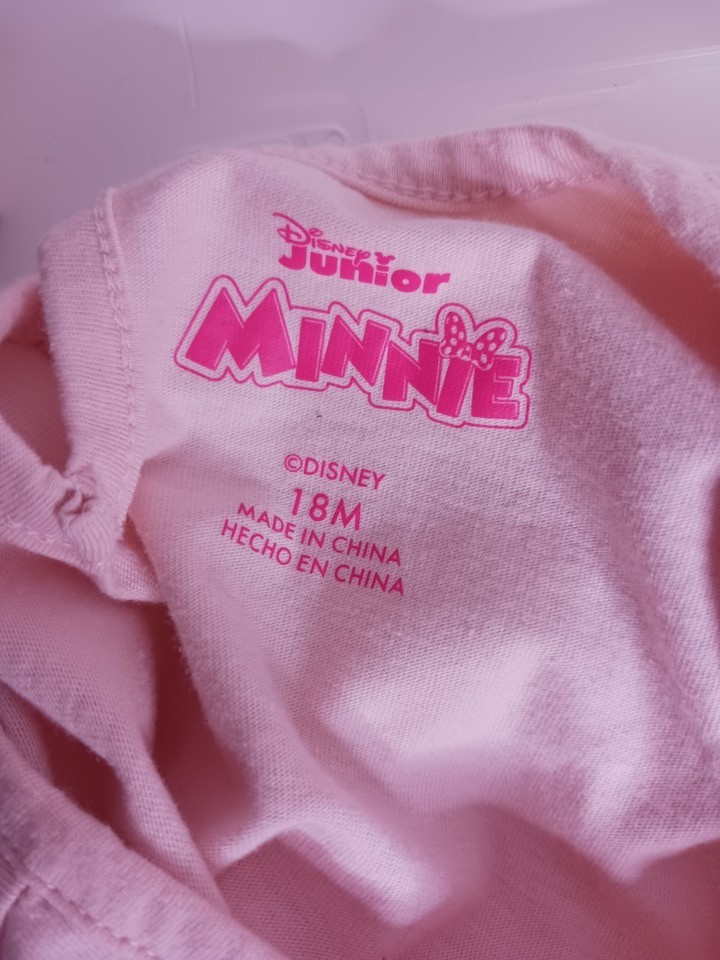 Disney
Junior
MINNIE
©DISNEY
18M
MADE IN CHINA
HECHO EN CHINA